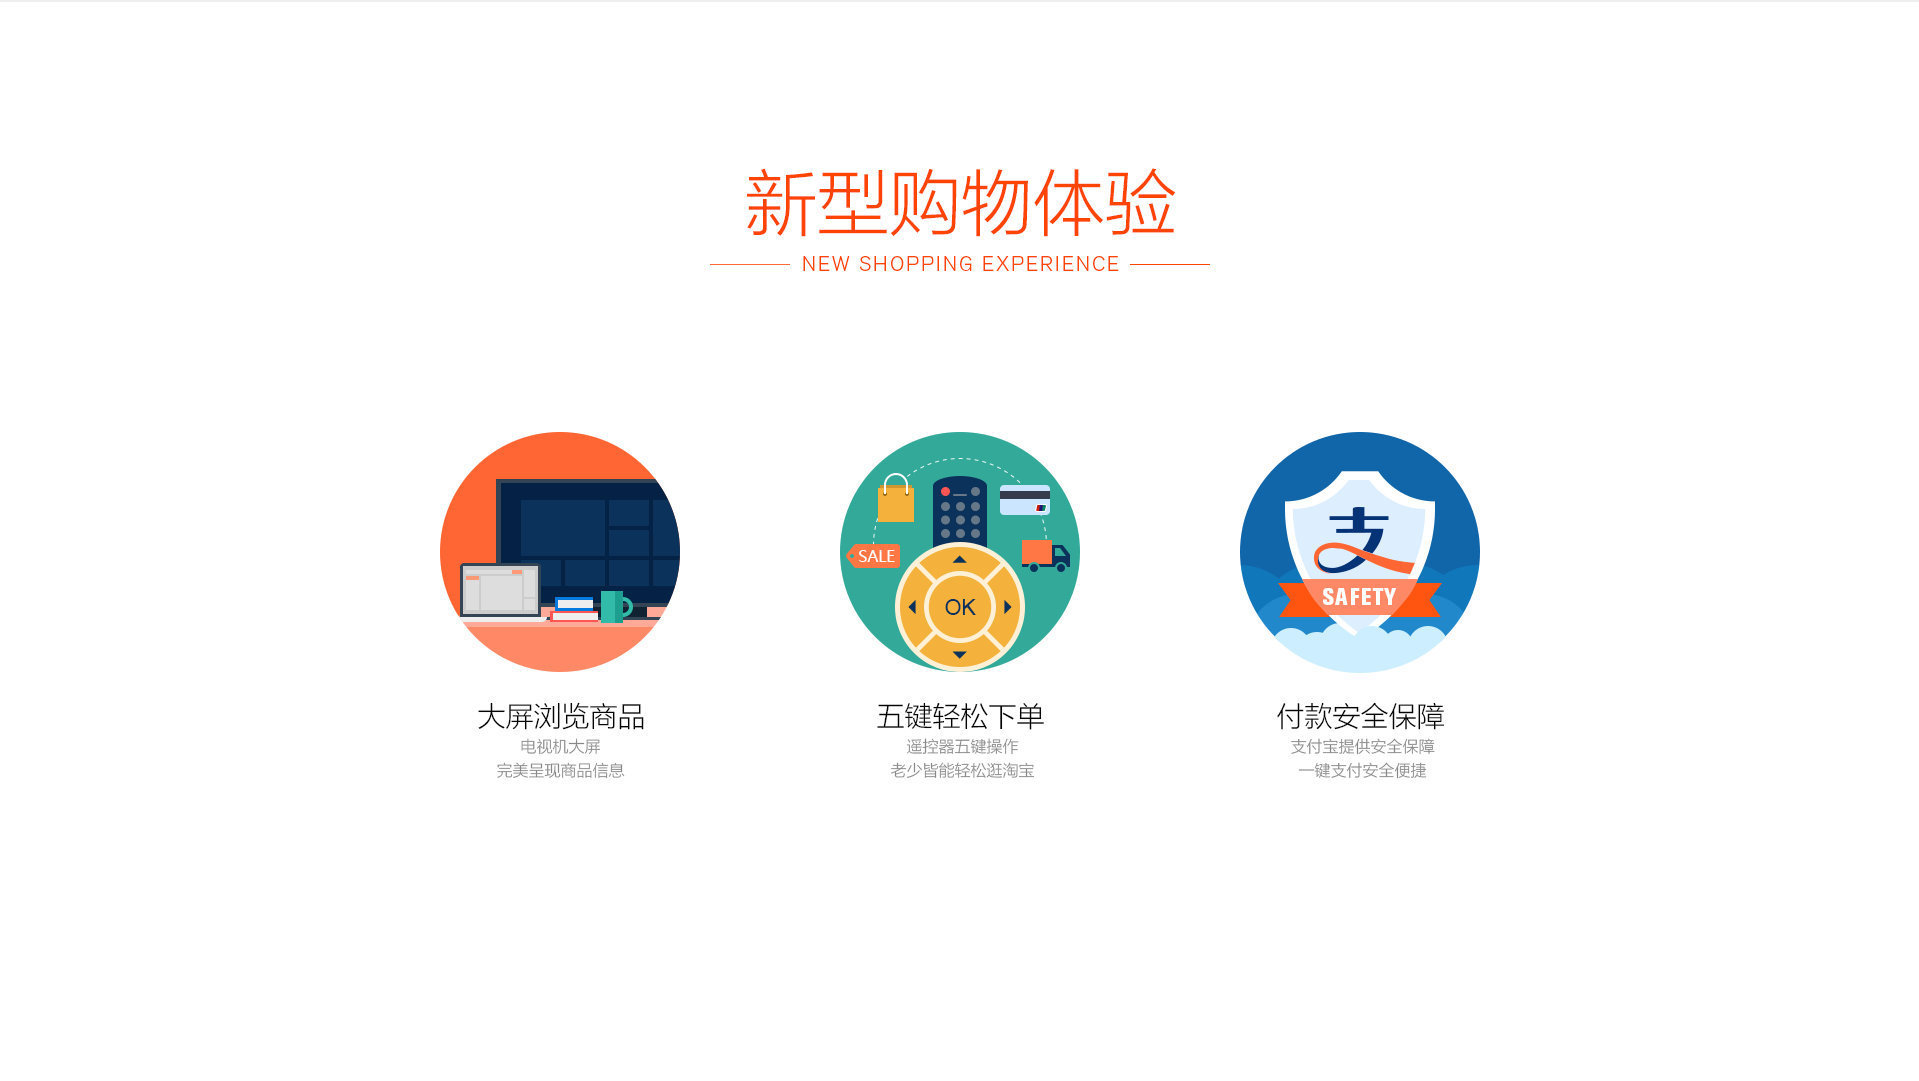 新型购物体验
NEW SHOPPING EXPERIENCE
SALE
OK
支
SAFETY
大屏浏览商品
电视机大屏
完美呈现商品信息
五键轻松下单
遥控器五键操作
老少皆能轻松逛淘宝
付款安全保障
支付宝提供安全保障
一键支付安全便捷